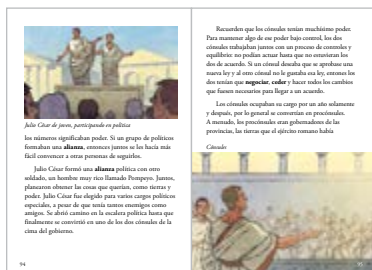 Julio César de joven, participando en política
los números significaban poder. Si un grupo de políticos
formaban una alianza, entonces juntos se les hacía más
fácil convencer a otras personas de seguirlos.
Julio César formó una alianza política con otro
soldado, un hombre muy rico llamado Pompeyo. Juntos,
planearon obtener las cosas que querían, como tierras y
poder. Julio César fue elegido para varios cargos políticos
especiales, a pesar de que tenía tantos enemigos como
amigos. Se abrió camino en la escalera política hasta que
finalmente se convirtió en uno de los dos cónsules de la
cima del gobierno.
94
Recuerden que los cónsules tenían muchísimo poder.
Para mantener algo de ese poder bajo control, los dos
cónsules trabajaban juntos con un proceso de controles y
equilibrio: no podían actuar hasta que no estuvieran los
dos de acuerdo. Si un cónsul deseaba que se aprobase una
nueva ley y al otro cónsul no le gustaba esa ley, entonces los
dos tenían que negociar, ceder y hacer todos los cambios
que fuesen necesarios para llegar a un acuerdo.
Los cónsules ocupaban su cargo por un año solamente
y después, por lo general se convertían en procónsules.
A menudo, los procónsules eran gobernadores de las
provincias, las tierras que el ejército romano había
Cónsules
95